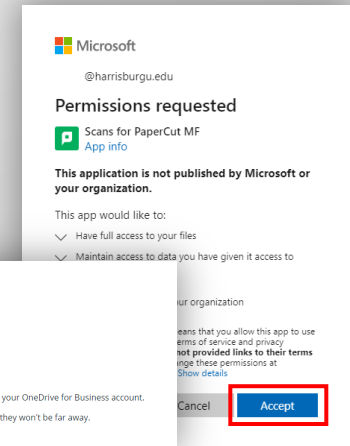 Microsoft
@harrisburgu.edu
Permissions requested
Scans for PaperCut MF
App info
This application is not published by Microsoft or
your organization.
This app would like to:
Have full access to your files
Maintain access to data you have given it access to
ur organization
eans that you allow this app to use
erms of service and privacy
not provided links to their terms
nge these permissions at
Show details
your OneDrive for Business account.
they won't be far away.
Cancel
Accept